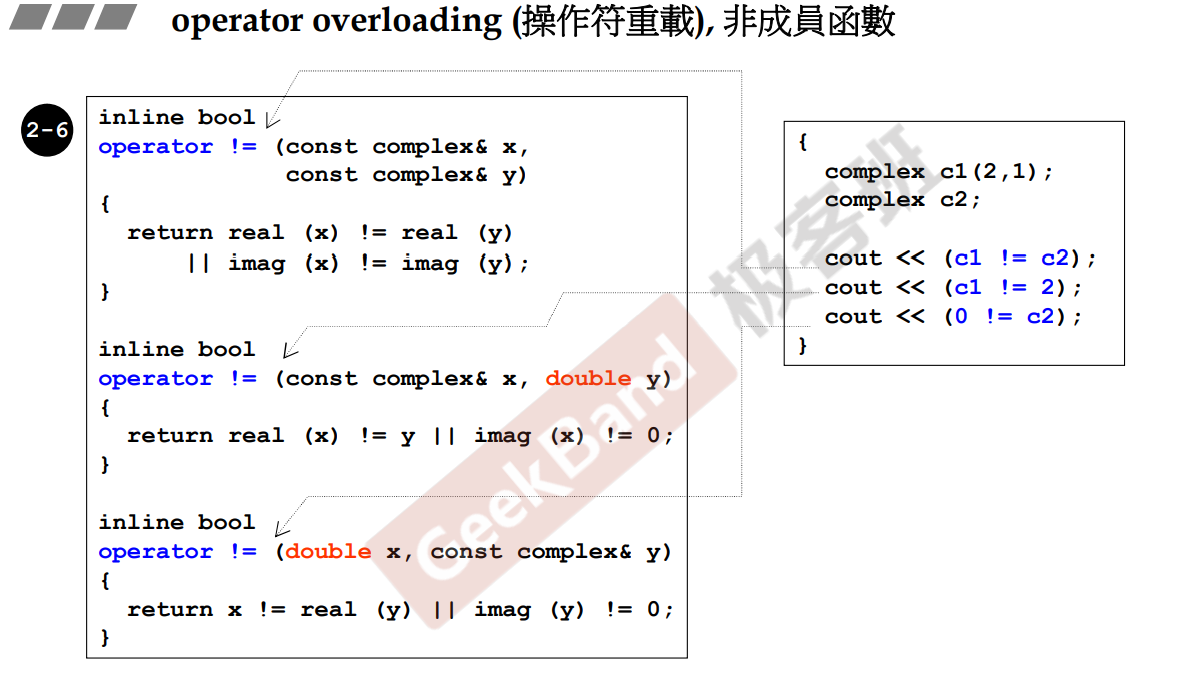 operator overloading (操作符重載), 非成員函數
2-6
inline bool
operator != (const complex& x,
const complex& y)
{
return real (x) != real (y)
|| imag (x) != imag (y);
}
inline bool
operator != (const complex& x, double y)
{
return real (x) != y || imag (x) != 0;
}
inline bool
operator != (double x, const complex& y)
{
return x != real (y) || imag (y) != 0;
}
{
complex c1(2,1);
complex c2;
cout << (c1 != c2);
cout << (c1 != 2);
cout << (0 != c2);
}
GeekBand 极客班